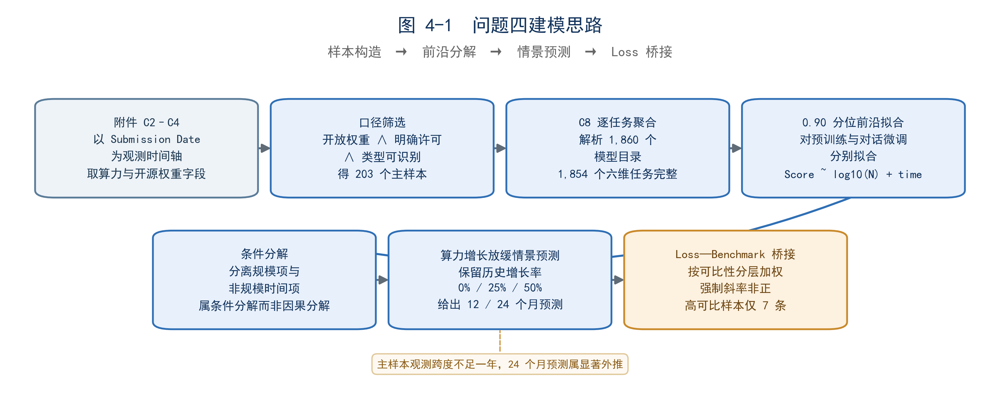 图 4-1 问题四建模思路
样本构造 → 前沿分解 → 情景预测 → Loss 桥接
附件 C2-C4
以 Submission Date
为观测时间轴
取算力与开源权重字段
口径筛选
开放权重 ∧ 明确许可
∧ 类型可识别
得 203 个主样本
C8 逐任务聚合
解析 1,860 个
模型目录
1,854 个六维任务完整
0.90 分位前沿拟合
对预训练与对话微调
分别拟合
Score ~ log10(N) + time
条件分解
分离规模项与
非规模时间项
属条件分解而非因果分解
算力增长放缓情景预测
保留历史增长率
0% / 25% / 50%
给出 12 / 24 个月预测
Loss—Benchmark 桥接
按可比性分层加权
强制斜率非正
高可比样本仅 7 条
主样本观测跨度不足一年，24 个月预测属显著外推